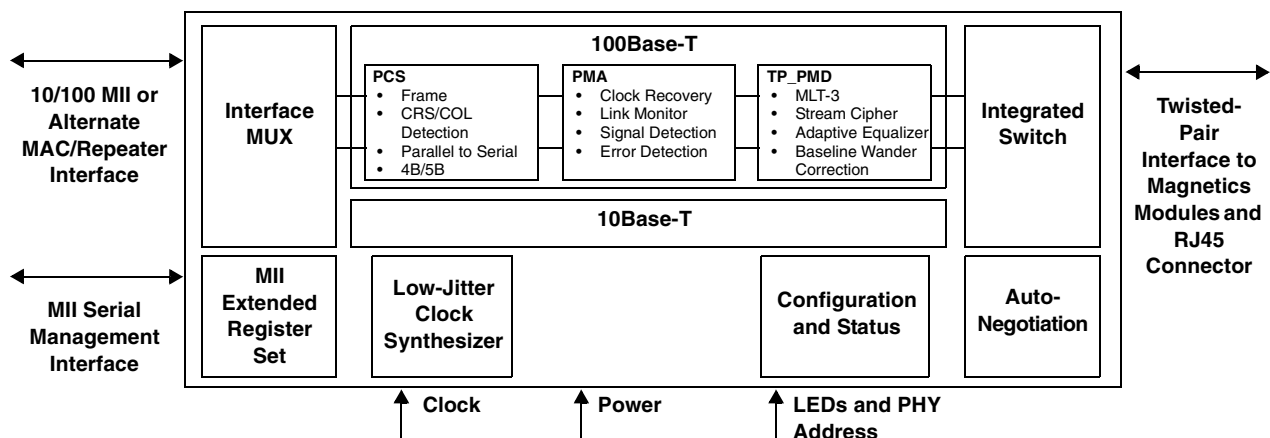 10/100 MII or
Alternate
MAC/Repeater
Interface
MII Serial
Management
Interface
Interface
MUX
100Base-T
PCS
• Frame
• CRS/COL
Detection
• Parallel to Serial
• 4B/5B
PMA
• Clock Recovery
• Link Monitor
• Signal Detection
• Error Detection
TP_PMD
• MLT-3
• Stream Cipher
• Adaptive Equalizer
• Baseline Wander
Correction
10Base-T
Integrated
Switch
Twisted-
Pair
Interface to
Magnetics
Modules and
RJ45
Connector
MII
Extended
Register
Set
Low-Jitter
Clock
Synthesizer
Configuration
and Status
Auto-
Negotiation
Clock
Power
LEDs and PHY
Address